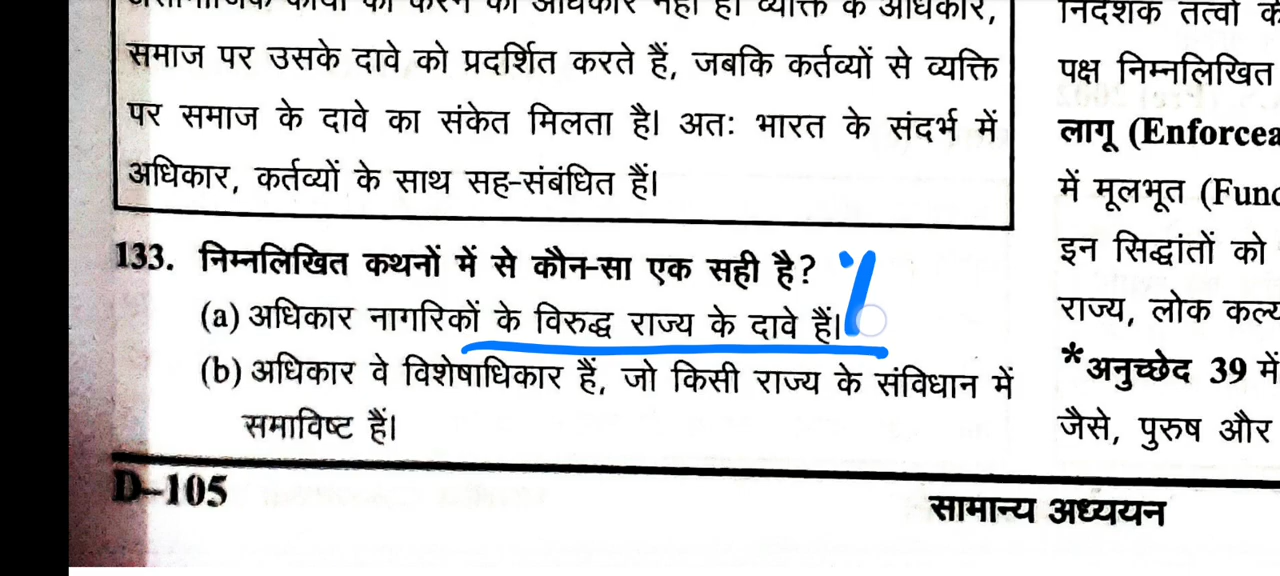 समाज पर उसके दावे को प्रदर्शित करते हैं, जबकि कर्तव्यों से व्यक्ति
पर समाज के दावे का संकेत मिलता है। अतः भारत के संदर्भ में
अधिकार, कर्तव्यों के साथ सह-संबंधित हैं।
133. निम्नलिखित कथनों में से कौन-सा एक सही है?
(a) अधिकार नागरिकों के विरुद्ध राज्य के दावे हैं।
(b) अधिकार वे विशेषाधिकार हैं, जो किसी राज्य के संविधान में
समाविष्ट हैं।
D-105
सामान्य अध्ययन
निदेशक तत्वों
पक्ष निम्नलिखित
लागू (Enforcea
में मूलभूत (Fund
इन सिद्धांतों को
राज्य, लोक कल्य
*अनुच्छेद 39 में
जैसे, पुरुष और